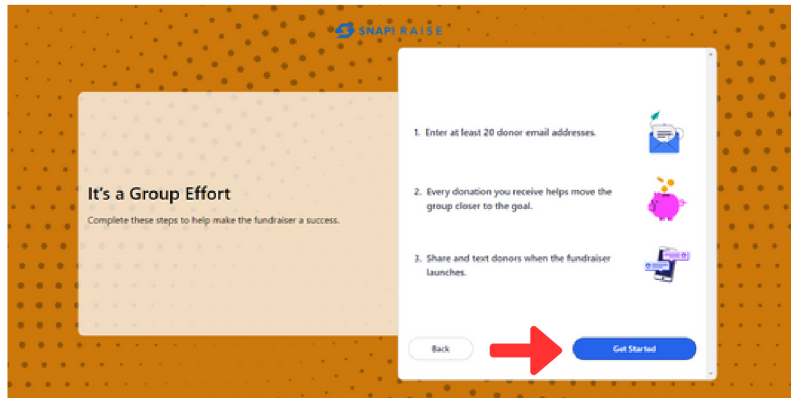 SNAP! RAISE
It's a Group Effort
Complete these steps to help make the fundraiser a success.
1. Enter at least 20 donor email addresses.
2. Every donation you receive helps move the
group closer to the goal.
3. Share and text donors when the fundraiser
launches.
Back
Get Started